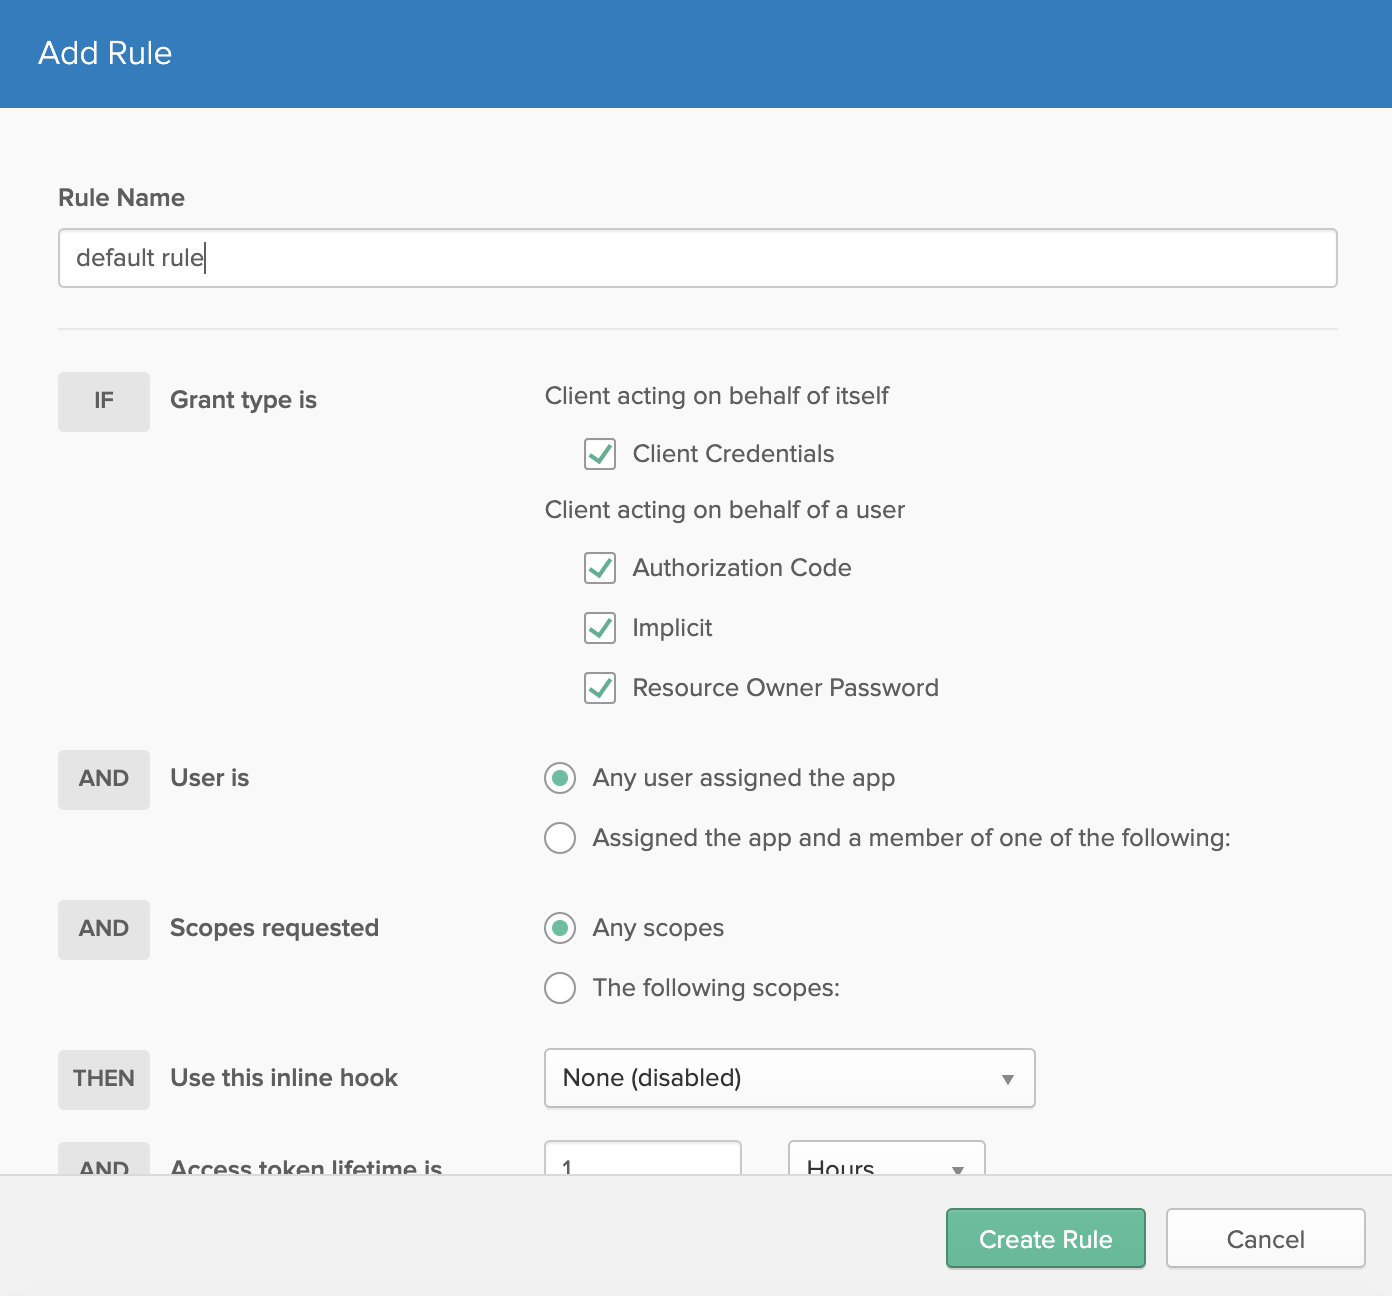 Add Rule
Rule Name
default rule
IF Grant type is Client acting on behalf of itself
Client Credentials
Client acting on behalf of a user
Authorization Code
Implicit
Resource Owner Password
AND User is Any user assigned the app
Assigned the app and a member of one of the following:
AND Scopes requested Any scopes
The following scopes:
THEN Use this inline hook None (disabled)
AND Access token lifetime is 1 Hours
Create Rule Cancel